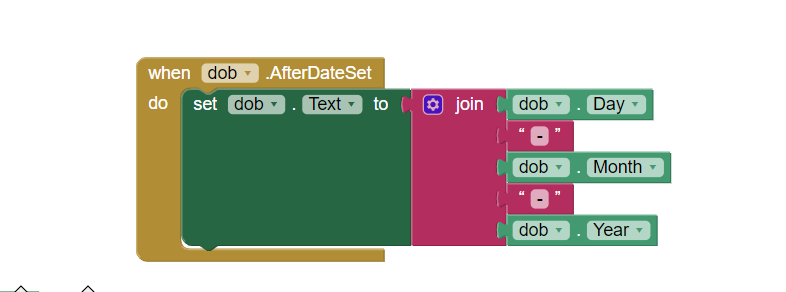 when dob .AfterDateSet
do set dob . Text to join dob . Day
“ - ”
dob . Month
“ - ”
dob . Year